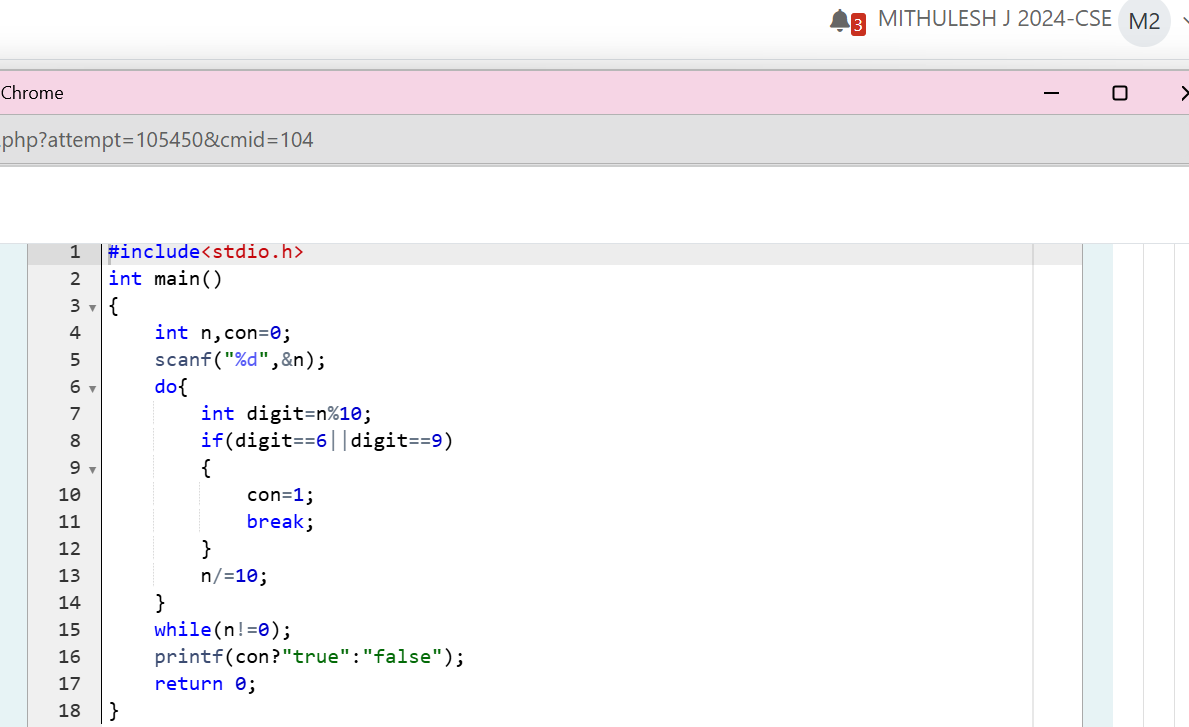 3 MITHULESH J 2024-CSE M2
Chrome
php?attempt=105450&cmid=104
1 #include<stdio.h>
2 int main()
3 {
4     int n,con=0;
5     scanf("%d",&n);
6     do{
7         int digit=n%10;
8         if(digit==6||digit==9)
9         {
10             con=1;
11             break;
12         }
13         n/=10;
14     }
15     while(n!=0);
16     printf(con?"true":"false");
17     return 0;
18 }